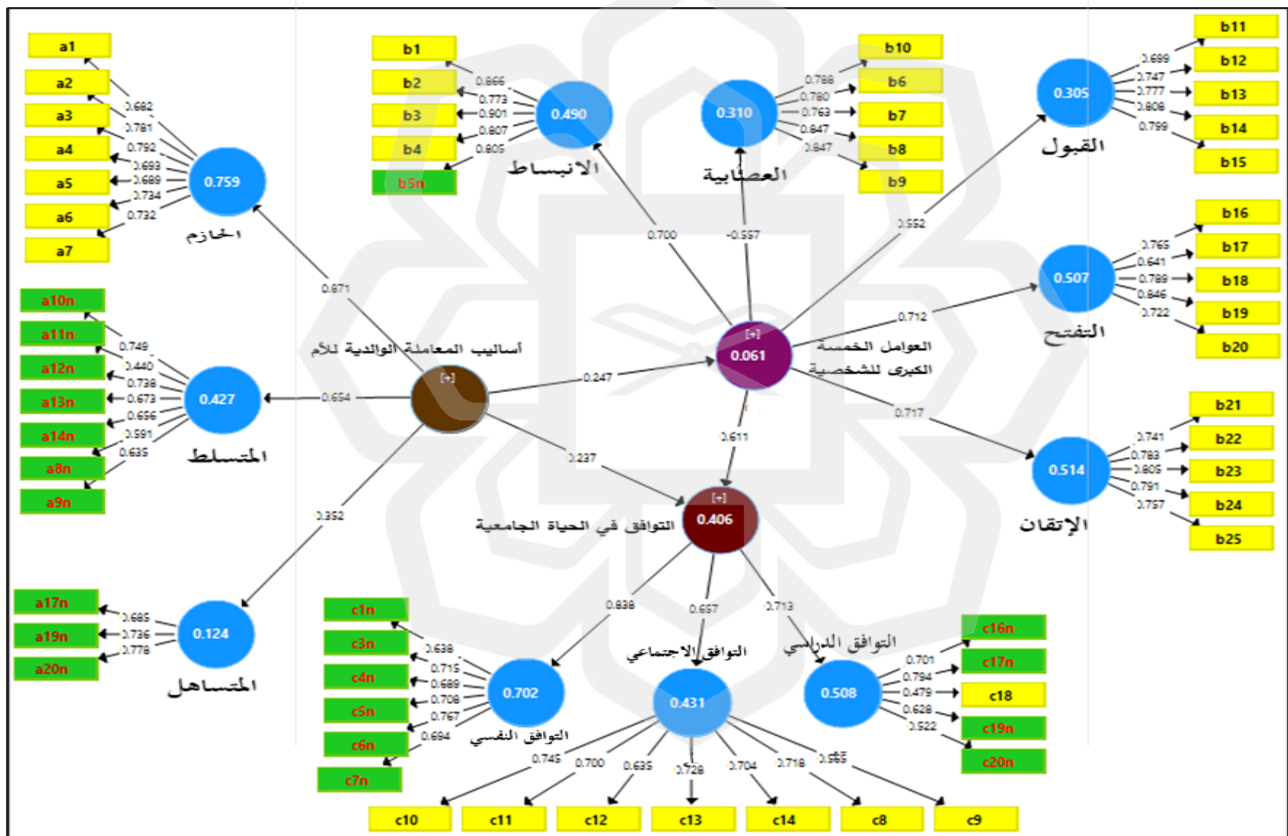 a1
a2
a3
a4
a5
a6
a7
0.682
0.781
0.792
0.693
0.689
0.734
0.732
0.759
الحازم
0.871
b1
b2
b3
b4
b5n
0.866
0.773
0.901
0.807
0.805
0.490
الانبساط
0.700
b10
b6
b7
b8
b9
0.788
0.780
0.763
0.847
0.847
0.310
العصابية
-0.557
b11
b12
b13
b14
b15
0.699
0.747
0.777
0.808
0.799
0.305
القبول
0.552
b16
b17
b18
b19
b20
0.765
0.641
0.789
0.846
0.722
0.507
التفتح
0.712
b21
b22
b23
b24
b25
0.741
0.783
0.805
0.791
0.757
0.514
الإتقان
0.717
a10n
a11n
a12n
a13n
a14n
a8n
a9n
0.749
0.440
0.738
0.673
0.656
0.591
0.635
0.427
المتسلط
0.654
a17n
a19n
a20n
0.685
0.736
0.778
0.124
المتساهل
0.352
أساليب المعاملة الوالدية للأم
[+]
0.247
0.237
[+]
0.061
العوامل الخمسة
الكبرى للشخصية
0.611
[+]
0.406
التوافق في الحياة الجامعية
0.838
0.657
0.713
c1n
c3n
c4n
c5n
c6n
c7n
0.638
0.715
0.689
0.708
0.767
0.694
0.702
التوافق النفسي
التوافق الاجتماعي
0.431
0.745
0.700
0.635
0.728
0.704
0.718
0.565
c10
c11
c12
c13
c14
c8
c9
التوافق الدراسي
0.508
0.701
0.794
0.479
0.628
0.522
c16n
c17n
c18
c19n
c20n